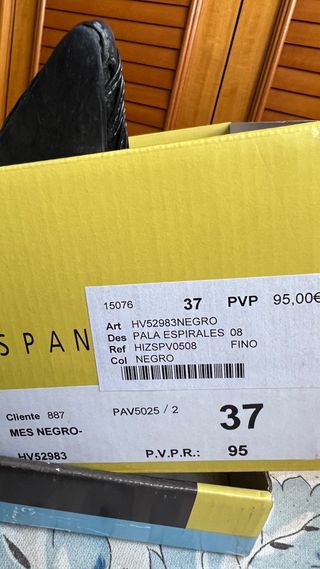 15076 37 PVP 95,00€
Art HV52983NEGRO
Des PALA ESPIRALES 08
Ref HIZSPV0508 FINO
Col NEGRO
SPAN
Cliente 887 PAV5025 / 2 37
MES NEGRO-
HV52983 P.V.P.R.: 95